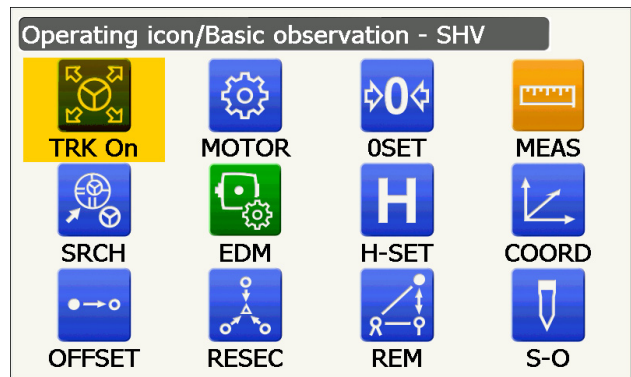 Operating icon/Basic observation - SHV
TRK On MOTOR 0SET MEAS
SRCH EDM H-SET COORD
OFFSET RESEC REM S-O